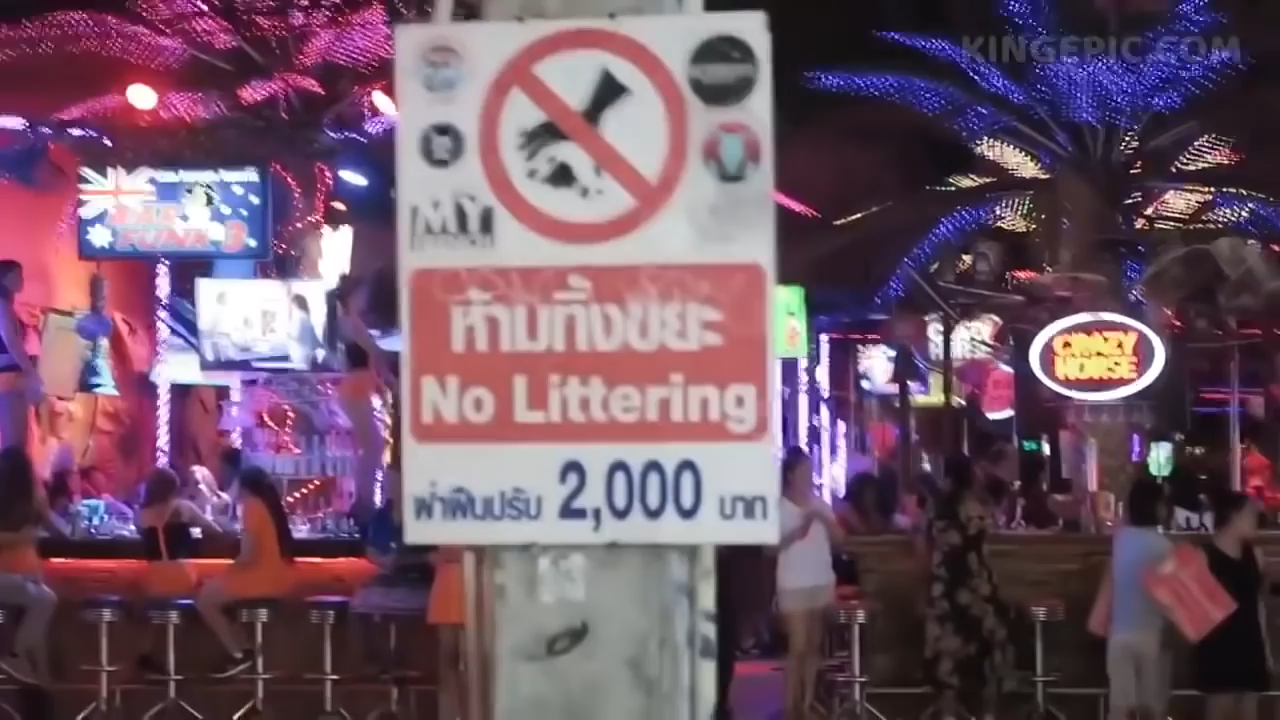 KINGEPIC.COM
MY
ห้ามทิ้งขยะ
No Littering
ฝ่าฝืนปรับ 2,000 บาท
CRAZY
HORSE